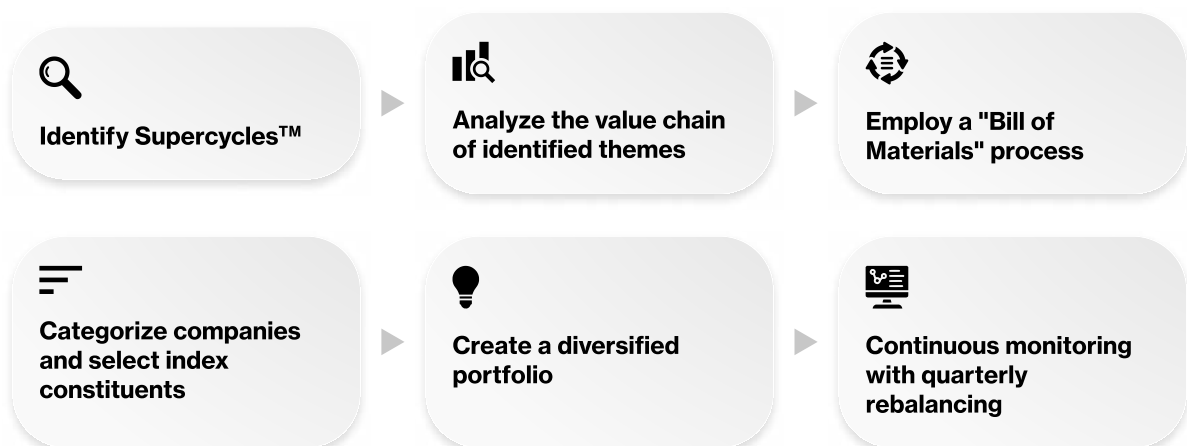 Identify Supercycles™
Analyze the value chain
of identified themes
Employ a "Bill of
Materials" process
Categorize companies
and select index
constituents
Create a diversified
portfolio
Continuous monitoring
with quarterly
rebalancing